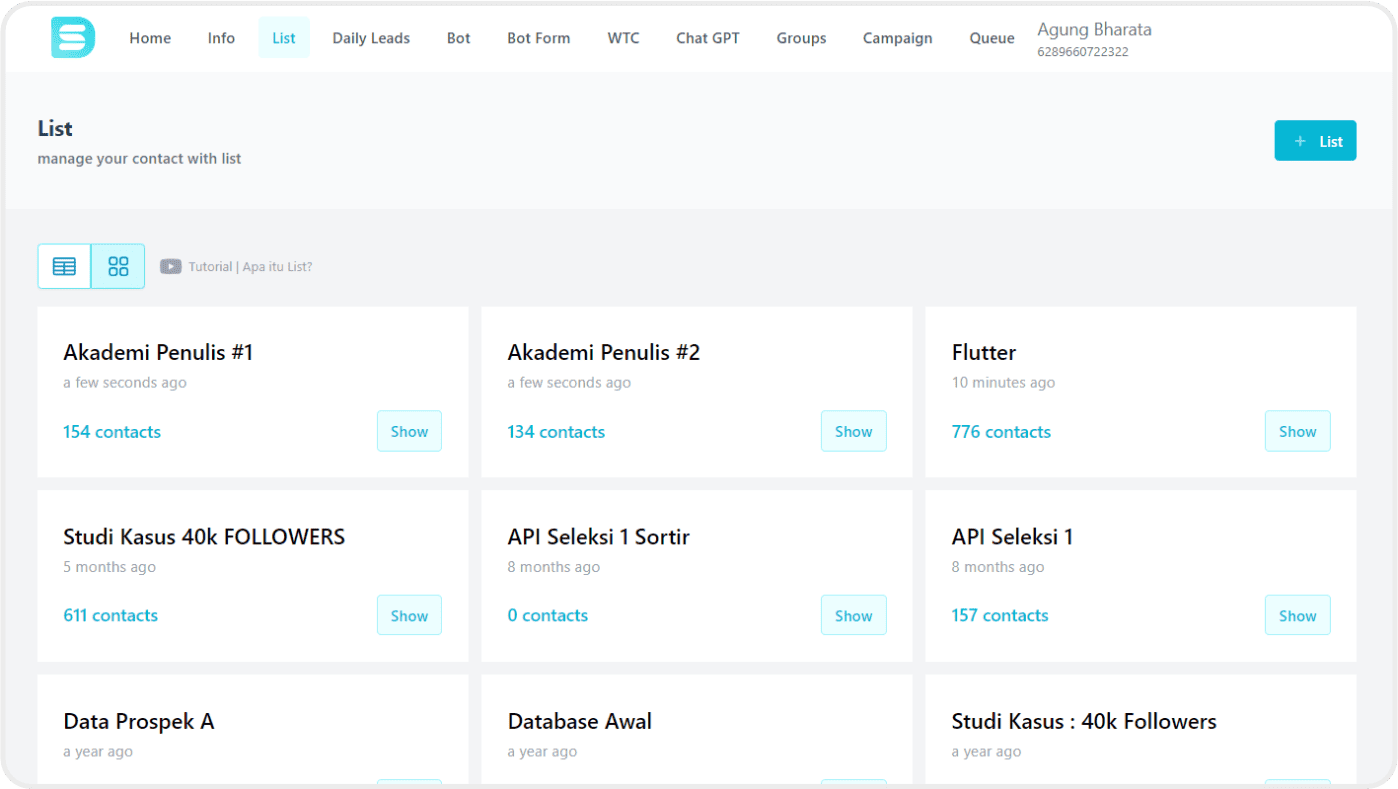 Home Info List Daily Leads Bot Bot Form WTC Chat GPT Groups Campaign Queue Agung Bharata
6289660722322
List
manage your contact with list
+ List
Tutorial | Apa itu List?
Akademi Penulis #1
a few seconds ago
154 contacts Show
Akademi Penulis #2
a few seconds ago
134 contacts Show
Flutter
10 minutes ago
776 contacts Show
Studi Kasus 40k FOLLOWERS
5 months ago
611 contacts Show
API Seleksi 1 Sortir
8 months ago
0 contacts Show
API Seleksi 1
8 months ago
157 contacts Show
Data Prospek A
a year ago
Database Awal
a year ago
Studi Kasus : 40k Followers
a year ago